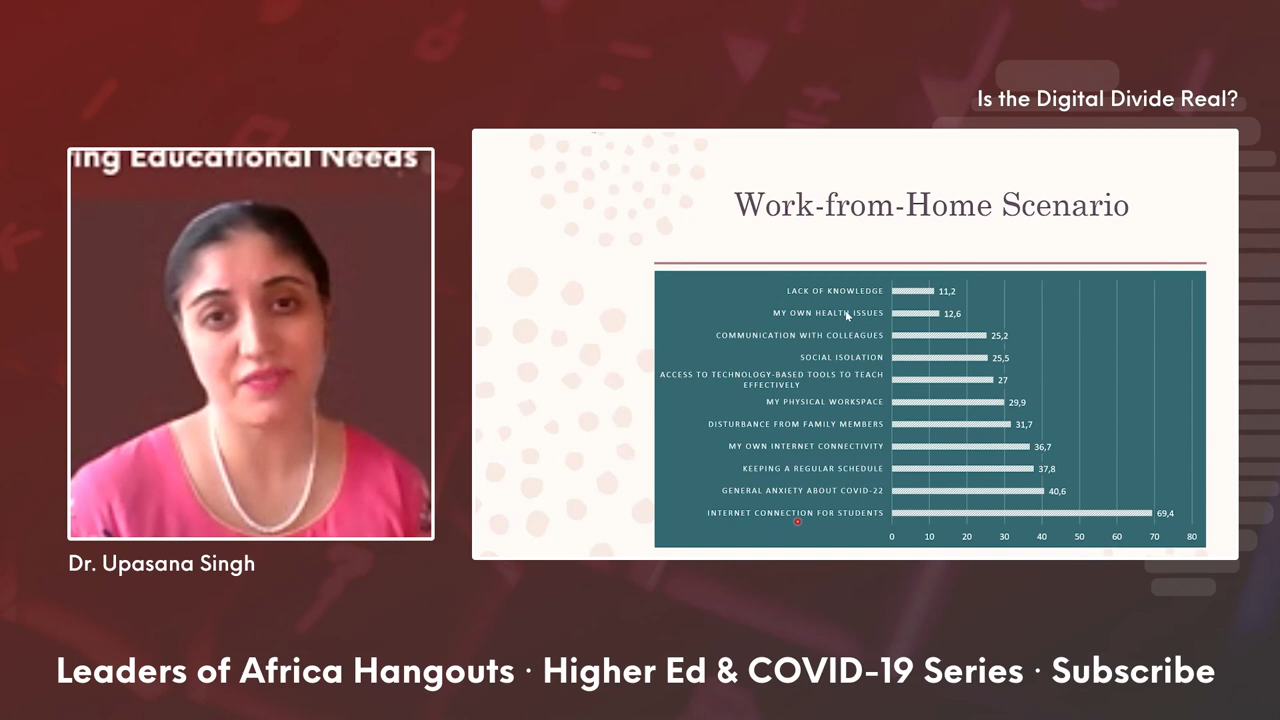 Is the Digital Divide Real?
ing Educational Needs
Dr. Upasana Singh
Work-from-Home Scenario
LACK OF KNOWLEDGE 11,2
MY OWN HEALTH ISSUES 12,6
COMMUNICATION WITH COLLEAGUES 25,2
SOCIAL ISOLATION 25,5
ACCESS TO TECHNOLOGY-BASED TOOLS TO TEACH
EFFECTIVELY 27
MY PHYSICAL WORKSPACE 29,9
DISTURBANCE FROM FAMILY MEMBERS 31,7
MY OWN INTERNET CONNECTIVITY 36,7
KEEPING A REGULAR SCHEDULE 37,8
GENERAL ANXIETY ABOUT COVID-22 40,6
INTERNET CONNECTION FOR STUDENTS 69,4
0 10 20 30 40 50 60 70 80
Leaders of Africa Hangouts · Higher Ed & COVID-19 Series · Subscribe